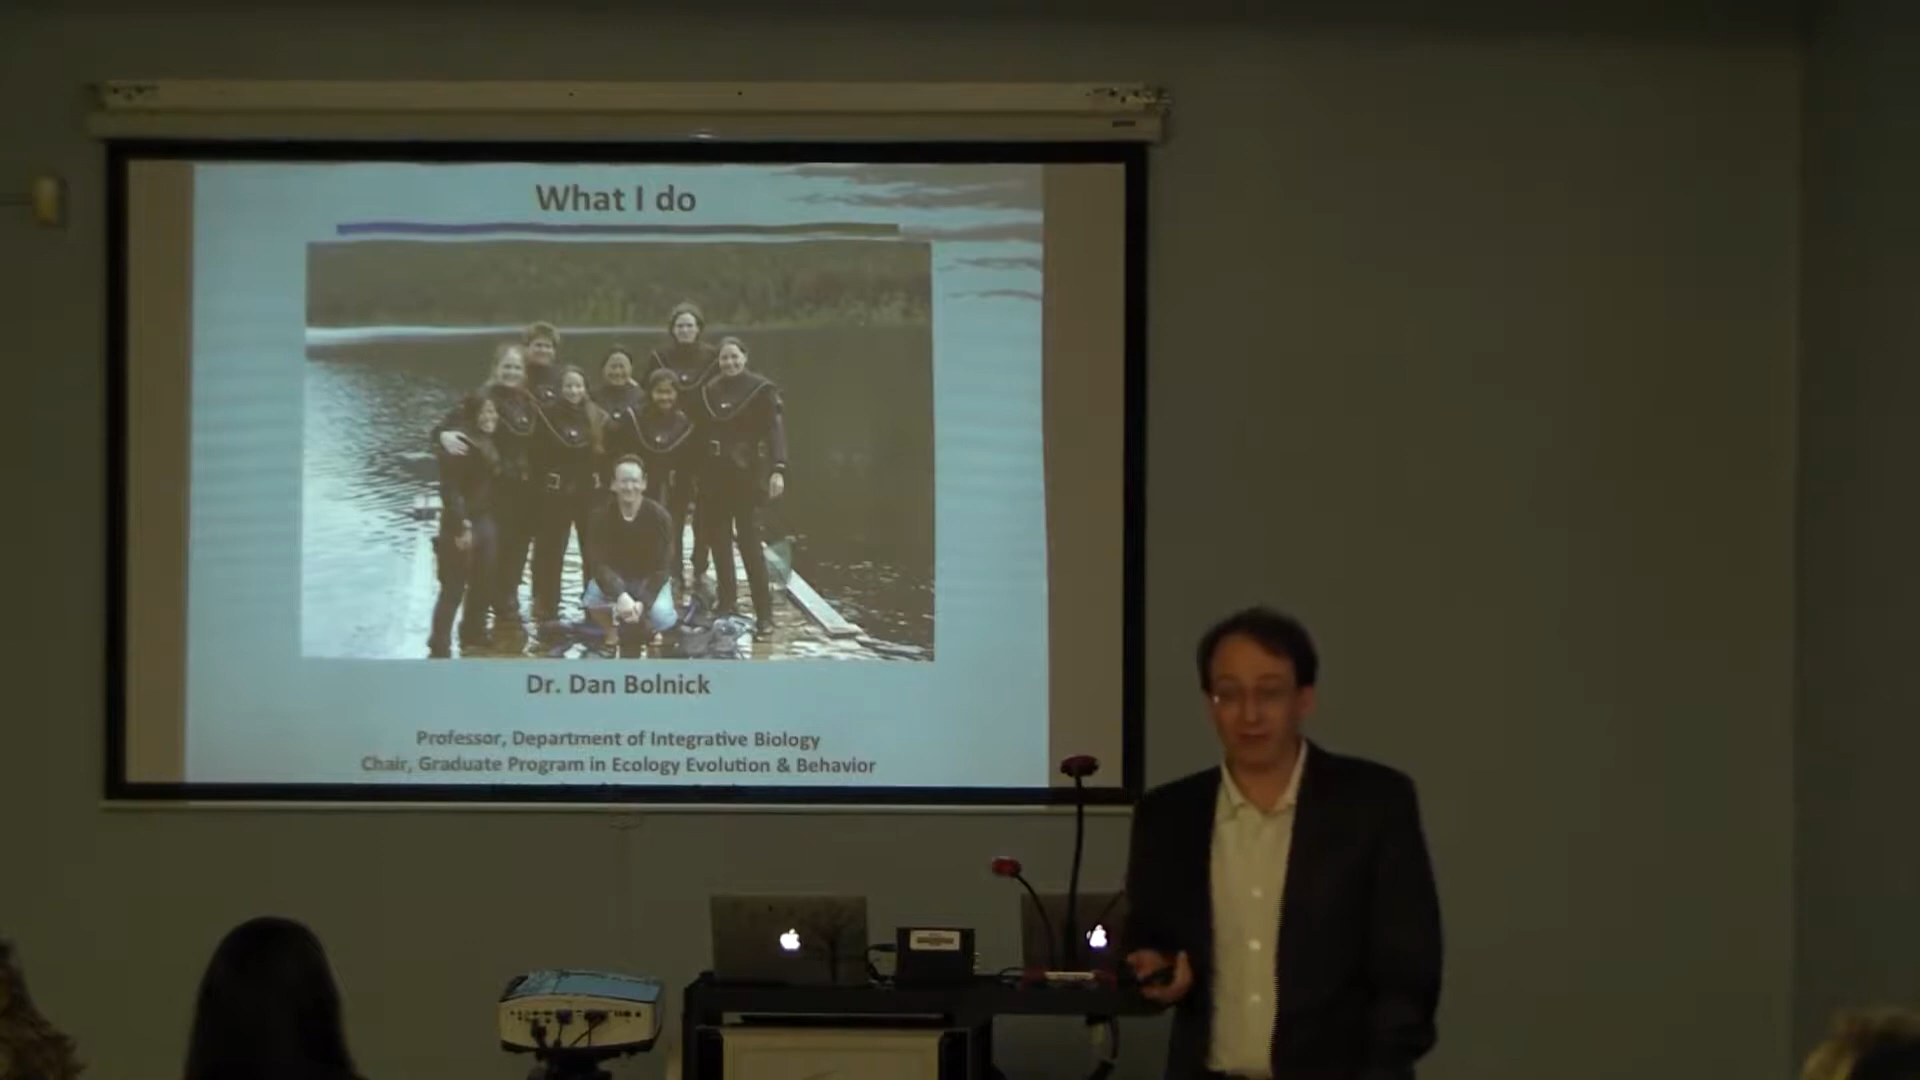 What I do
Dr. Dan Bolnick
Professor, Department of Integrative Biology
Chair, Graduate Program in Ecology Evolution & Behavior